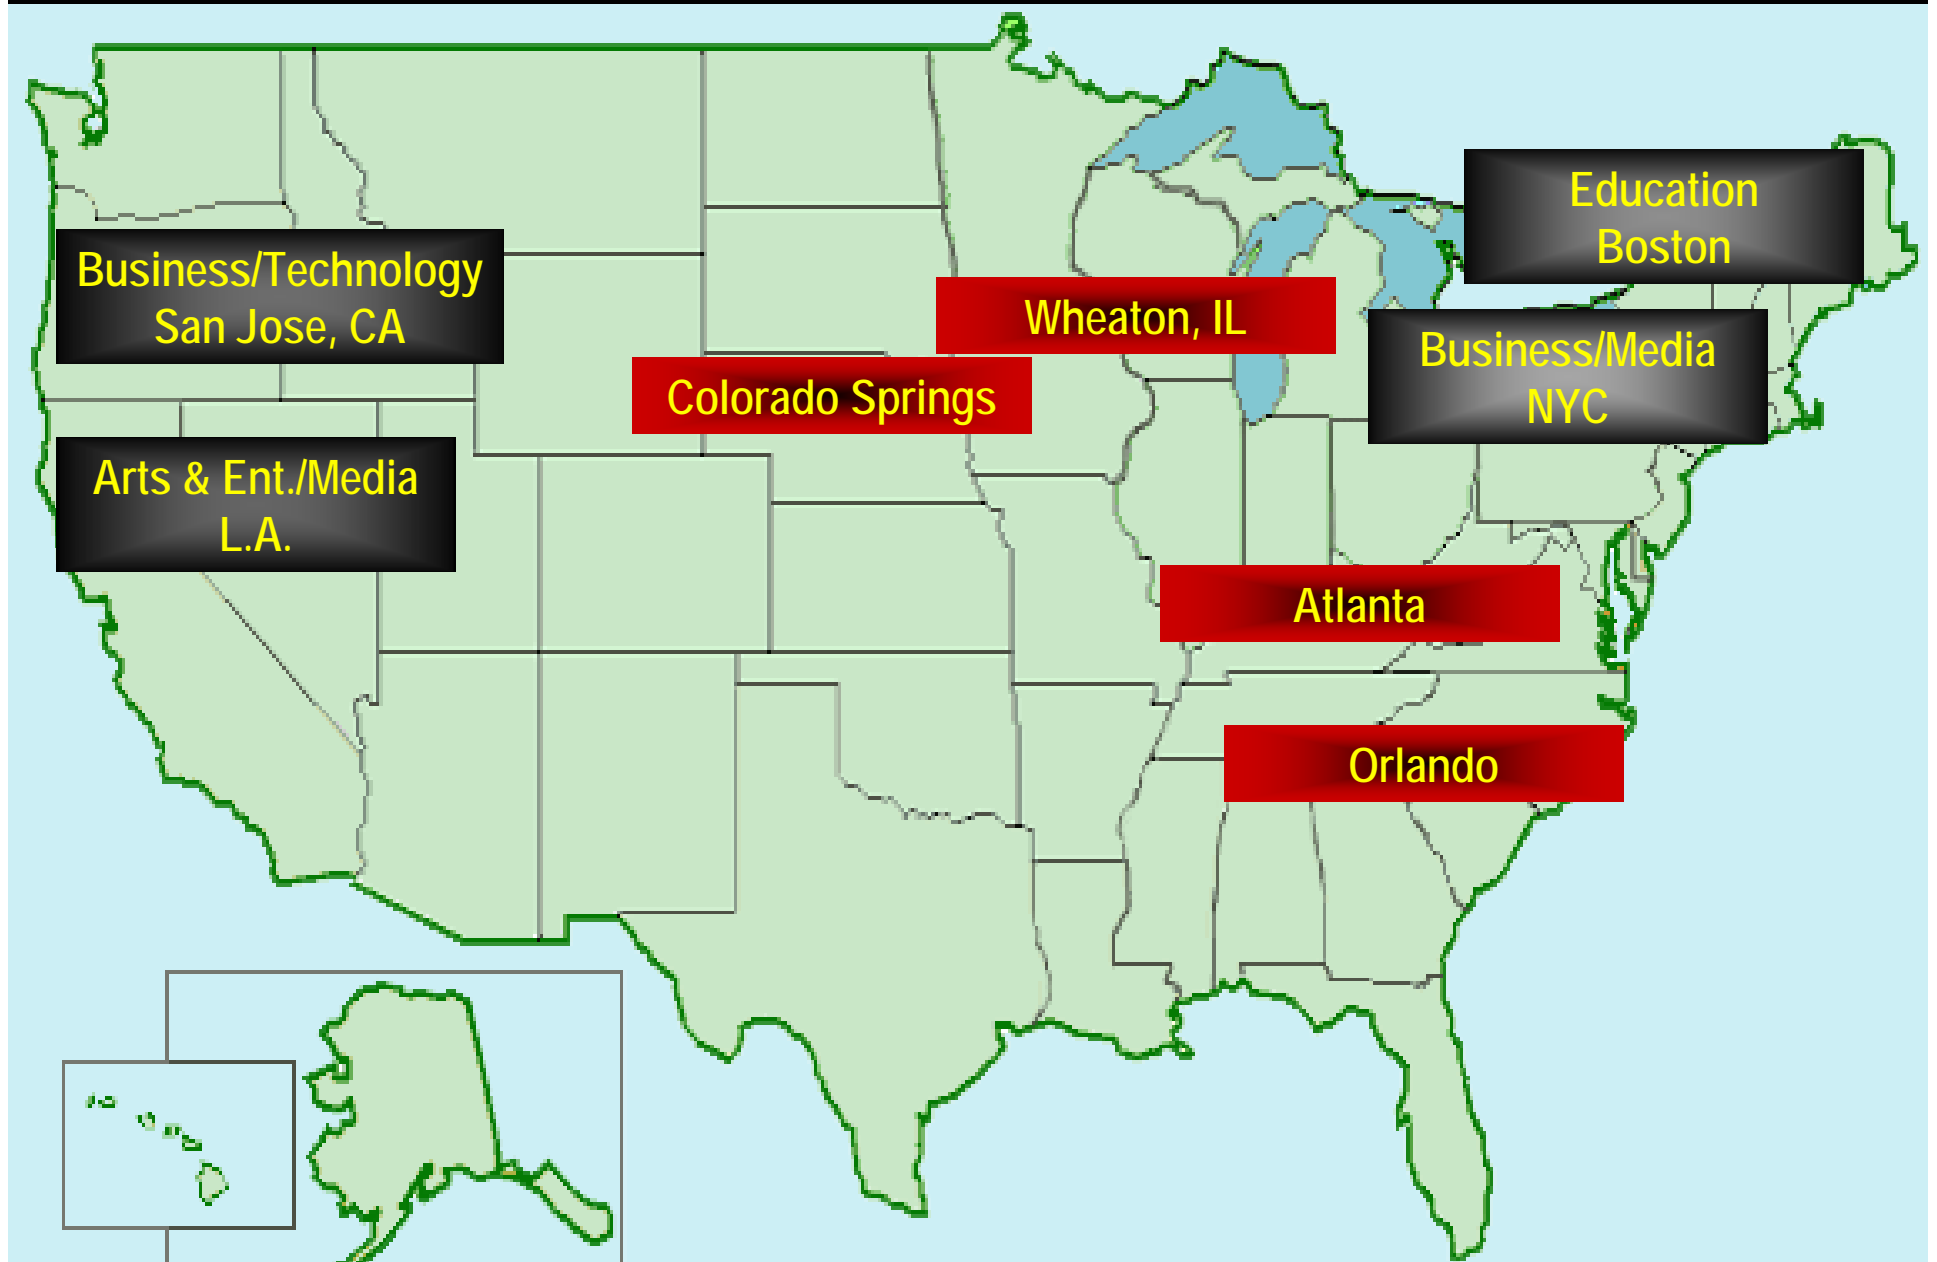 Education
Boston
Business/Technology
San Jose, CA
Wheaton, IL
Business/Media
NYC
Colorado Springs
Arts & Ent./Media
L.A.
Atlanta
Orlando